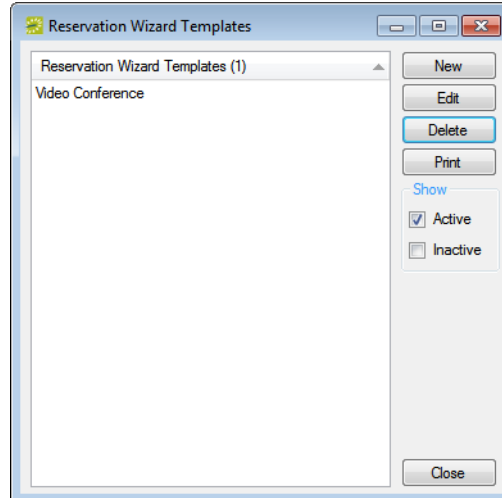 Reservation Wizard Templates
Reservation Wizard Templates (1)
Video Conference
New
Edit
Delete
Print
Show
Active
Inactive
Close